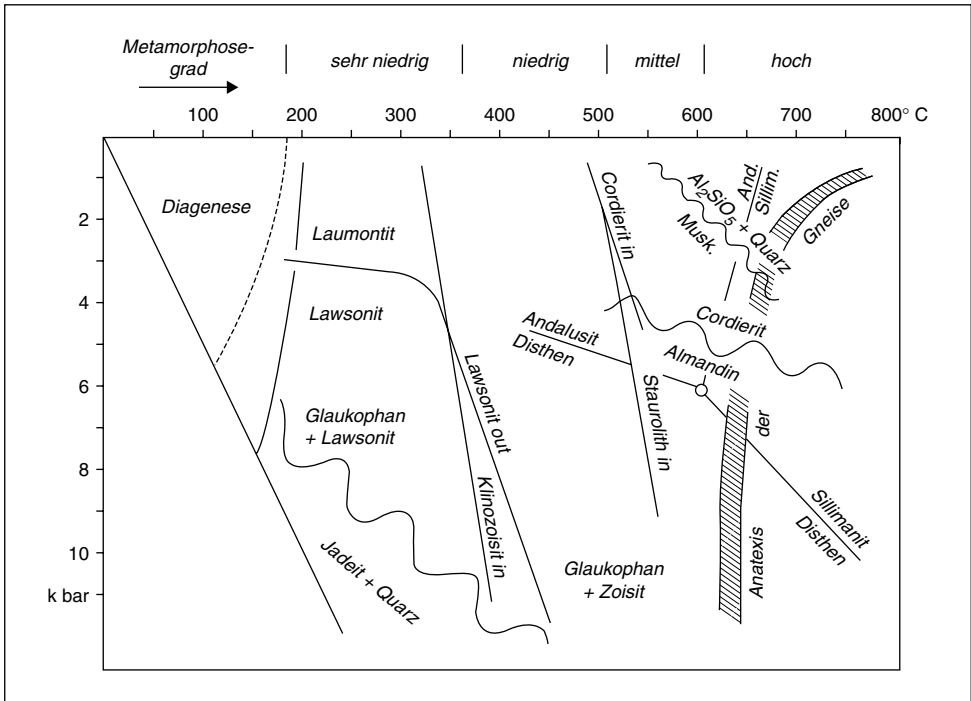 Metamorphose-
grad
sehr niedrig
niedrig
mittel
hoch
100 200 300 400 500 600 700 800° C
2
4
6
8
10
k bar
Diagenese
Laumontit
Lawsonit
Glaukophan
+ Lawsonit
Jadeit + Quarz
Lawsonit out
Klinozoisit in
Cordierit in
Staurolith in
Andalusit
Disthen
Al₂SiO₅ + Quarz
Musk.
And.
Sillim.
Gneise
Cordierit
Almandin
der
Anatexis
Sillimanit
Disthen
Glaukophan
+ Zoisit